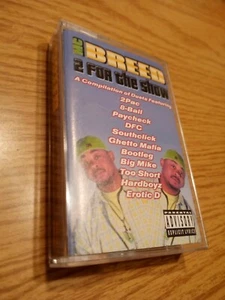 MC
BREED
2 FOR THE SHOW
A Compilation of Duets Featuring
2Pac
8-Ball
Paycheck
DFC
Southclick
Ghetto Mafia
Bootleg
Big Mike
Too Short
Hardboyz
Erotic D
PARENTAL
ADVISORY
EXPLICIT LYRICS